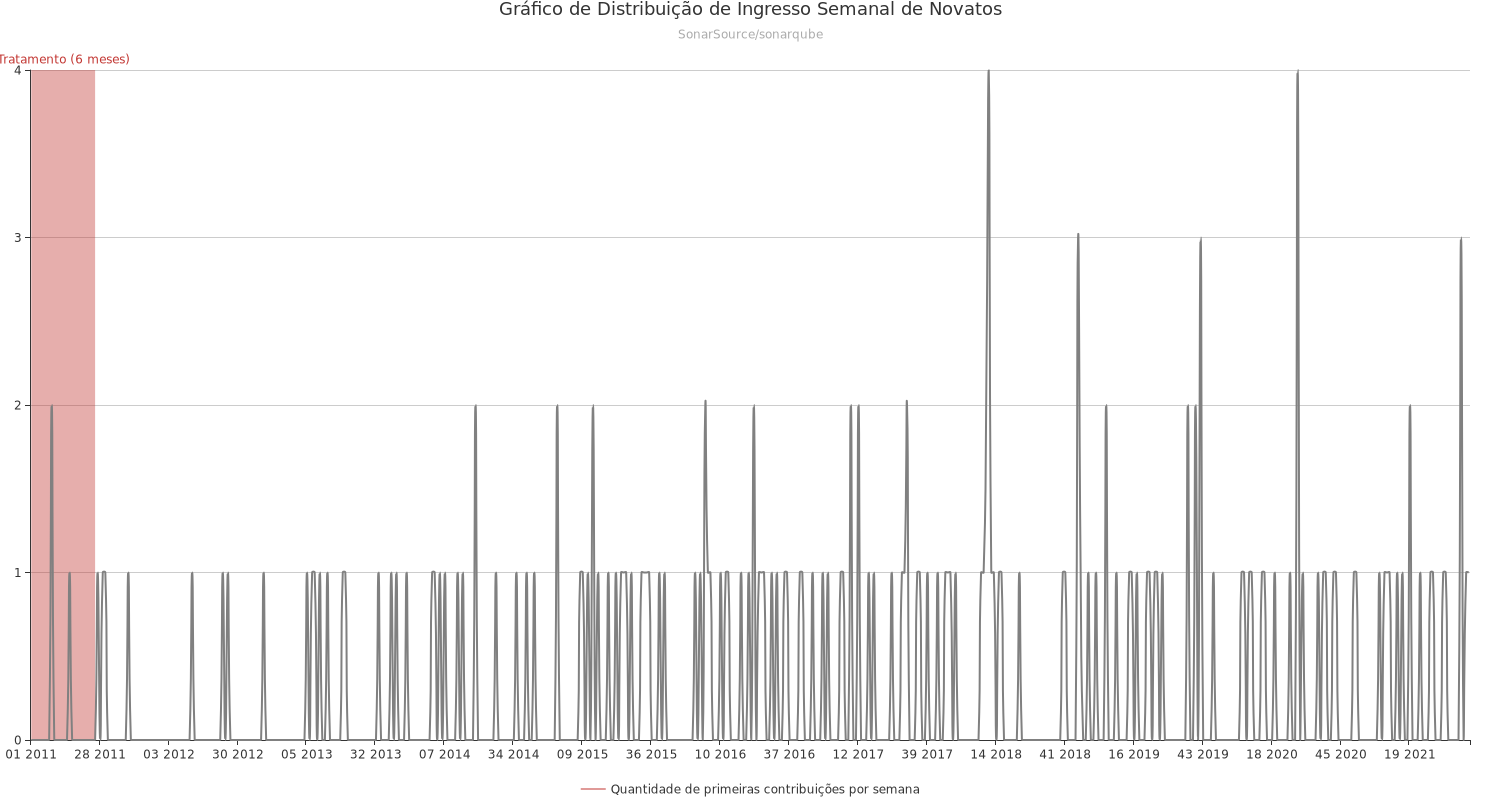 Gráfico de Distribuição de Ingresso Semanal de Novatos
SonarSource/sonarqube
Tratamento (6 meses)
4
3
2
1
0
01 2011 28 2011 03 2012 30 2012 05 2013 32 2013 07 2014 34 2014 09 2015 36 2015 10 2016 37 2016 12 2017 39 2017 14 2018 41 2018 16 2019 43 2019 18 2020 45 2020 19 2021
Quantidade de primeiras contribuições por semana